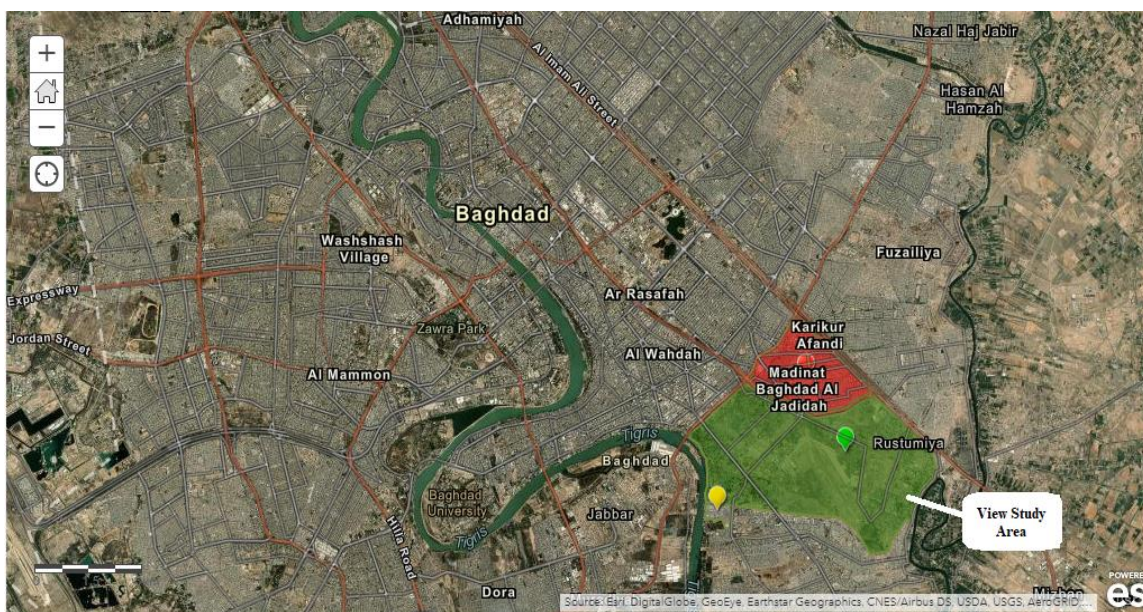 Adhamiyah
Nazal Haj Jabir
Al Imam Ali Street
Hasan Al
Hamzah
Baghdad
Washshash
Village
Fuzailiya
Expressway
Ar Rasafah
Jordan Street
Zawra Park
Karikur
Afandi
Al Wahdah
Al Mammon
Madinat
Baghdad Al
Jadidah
Tigris
Rustumiya
Baghdad
Baghdad
University
Jabbar
View Study
Area
Hilla Road
Tigris
Dora
POWERE
es
Source: Esri, DigitalGlobe, GeoEye, Earthstar Geographics, CNES/Airbus DS, USDA, USGS, AeroGRID,...